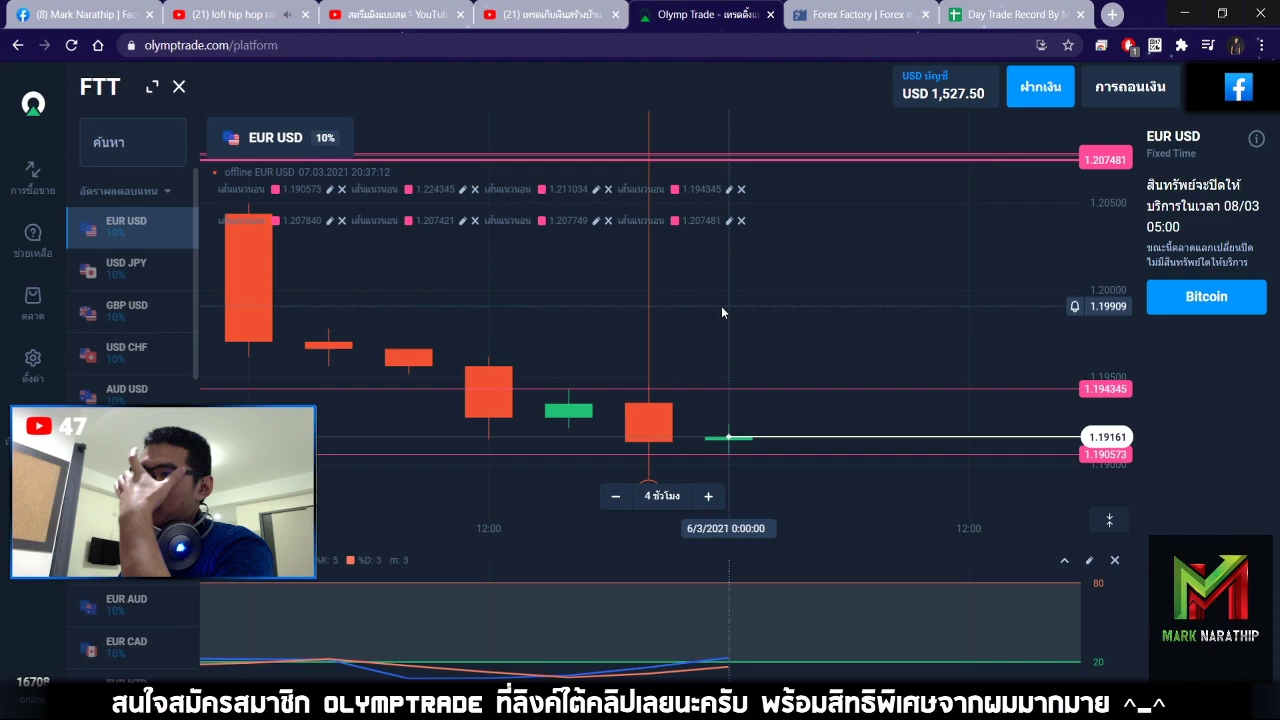 (8) Mark Narathip | Fac
(21) lofi hip hop ra
สตรีมมิงแบบสด - YouTub
(21) เทรดเก็บเงินสร้างบ้าน
Olymp Trade - เทรดดิ้งแ
Forex Factory | Forex m
Day Trade Record By M
olymptrade.com/platform
FTT
USD บัญชี
USD 1,527.50
ฝากเงิน
การถอนเงิน
ค้นหา
EUR USD 10%
offline EUR USD 07.03.2021 20:37:12
เส้นแนวนอน 1.190573 เส้นแนวนอน 1.224345 เส้นแนวนอน 1.211034 เส้นแนวนอน 1.194345
1.207840 เส้นแนวนอน 1.207421 เส้นแนวนอน 1.207749 เส้นแนวนอน 1.207481
การซื้อขาย
ช่วยเหลือ
ตลาด
ตั้งค่า
อัตราผลตอบแทน
EUR USD
10%
USD JPY
10%
GBP USD
10%
USD CHF
10%
AUD USD
10%
EUR AUD
10%
EUR CAD
10%
1.207481
1.20500
1.20000
1.19909
1.19500
1.194345
1.19161
1.190573
1.19000
EUR USD
Fixed Time
สินทรัพย์จะปิดให้
บริการในเวลา 08/03
05:00
ขณะนี้ตลาดแลกเปลี่ยนปิด
ไม่มีสินทรัพย์ใดให้บริการ
Bitcoin
47
4 ชั่วโมง
12:00
6/3/2021 0:00:00
12:00
%K: 5 %D: 3 m: 3
80
20
16708
online
MARK NARATHIP
สนใจสมัครสมาชิก OLYMPTRADE ที่ลิงค์ใต้คลิปเลยนะครับ พร้อมสิทธิพิเศษจากผมมากมาย ^_^